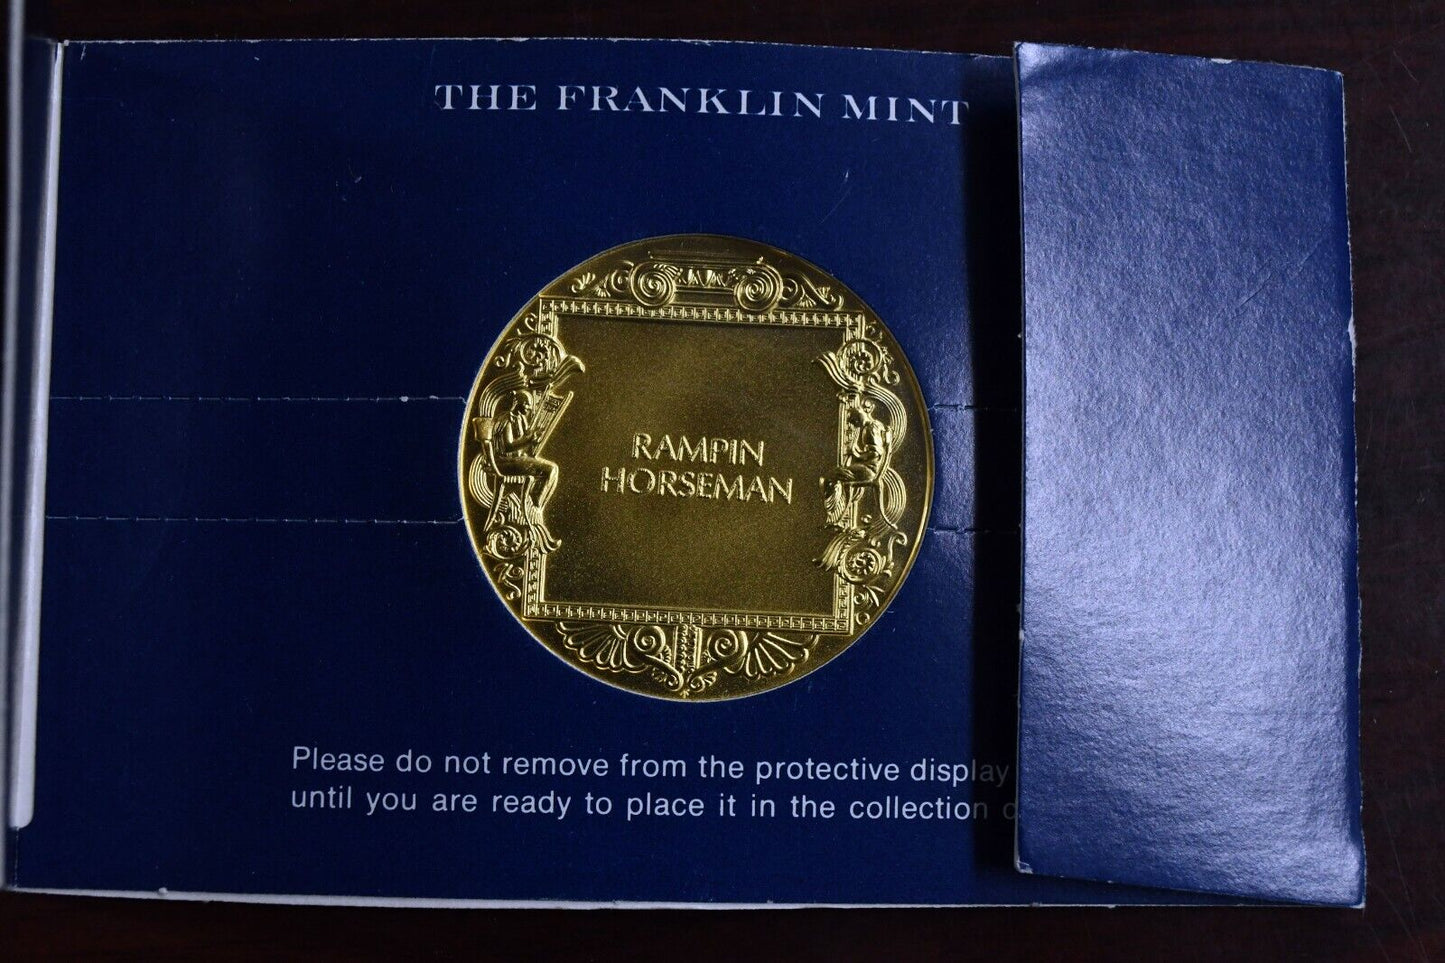 THE FRANKLIN MINT
RAMPIN
HORSEMAN
Please do not remove from the protective display
until you are ready to place it in the collection